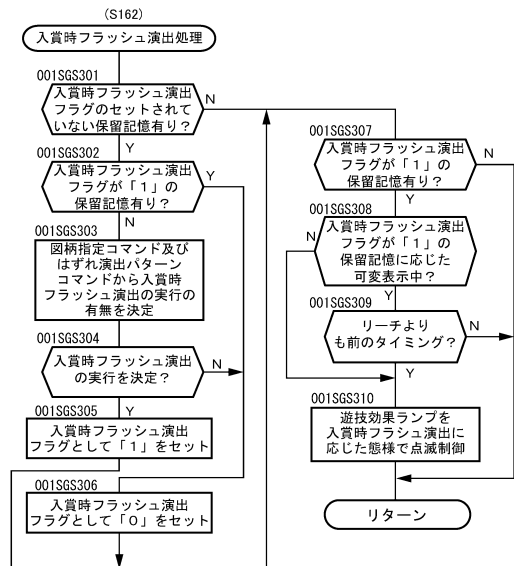 (S162)
入賞時フラッシュ演出処理
001SGS301
入賞時フラッシュ演出
フラグのセットされて
いない保留記憶有り？
N
Y
001SGS302
入賞時フラッシュ演出
フラグが「１」の
保留記憶有り？
Y
N
001SGS303
図柄指定コマンド及び
はずれ演出パターン
コマンドから入賞時
フラッシュ演出の実行の
有無を決定
001SGS304
入賞時フラッシュ演出
の実行を決定？
N
Y
001SGS305
入賞時フラッシュ演出
フラグとして「１」をセット
001SGS306
入賞時フラッシュ演出
フラグとして「０」をセット
001SGS307
入賞時フラッシュ演出
フラグが「１」の
保留記憶有り？
N
Y
001SGS308
入賞時フラッシュ演出
フラグが「１」の
保留記憶に応じた
可変表示中？
N
Y
001SGS309
リーチより
も前のタイミング？
N
Y
001SGS310
遊技効果ランプを
入賞時フラシュ演出に
応じた態様で点滅制御
リターン